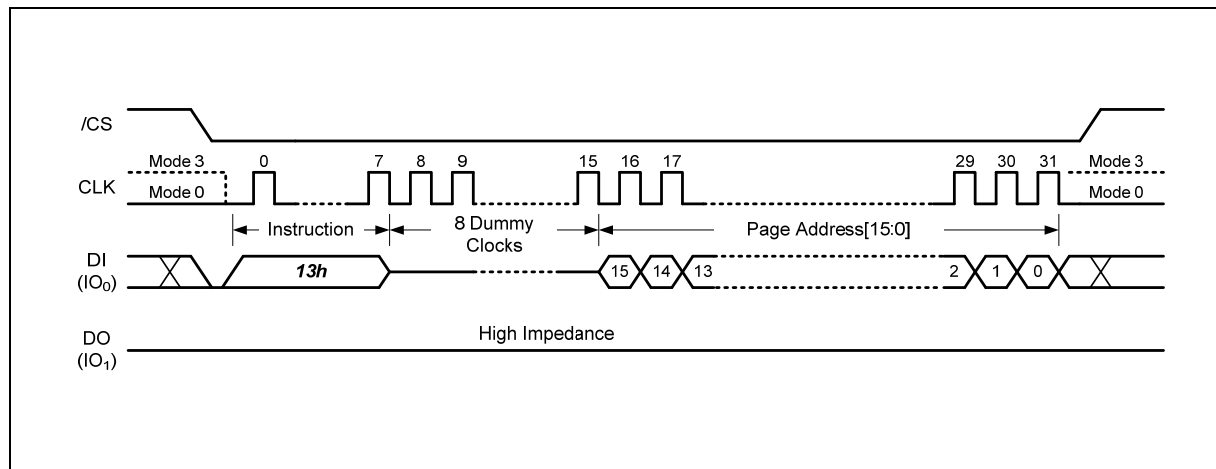 /CS
Mode 3 0 7 8 9 15 16 17 29 30 31 Mode 3
CLK
Mode 0 Mode 0
Instruction 8 Dummy Clocks Page Address[15:0]
DI (IO₀) 13h 15 14 13 2 1 0
High Impedance
DO (IO₁)